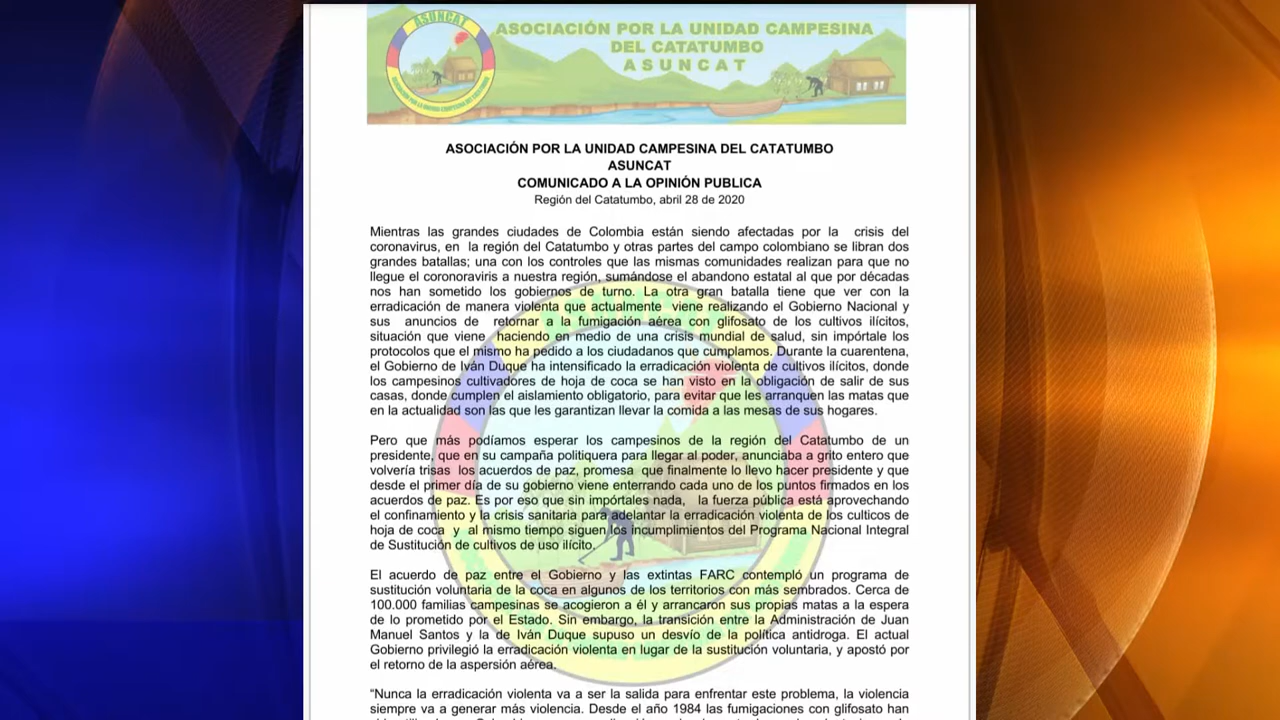 ASUNCAT
ASOCIACIÓN POR LA UNIDAD CAMPESINA
DEL CATATUMBO
A S U N C A T
ASOCIACIÓN POR LA UNIDAD CAMPESINA DEL CATATUMBO
ASUNCAT
COMUNICADO A LA OPINIÓN PUBLICA
Región del Catatumbo, abril 28 de 2020
Mientras las grandes ciudades de Colombia están siendo afectadas por la crisis del
coronavirus, en la región del Catatumbo y otras partes del campo colombiano se libran dos
grandes batallas; una con los controles que las mismas comunidades realizan para que no
llegue el coronoraviris a nuestra región, sumándose el abandono estatal al que por décadas
nos han sometido los gobiernos de turno. La otra gran batalla tiene que ver con la
erradicación de manera violenta que actualmente viene realizando el Gobierno Nacional y
sus anuncios de retornar a la fumigación aérea con glifosato de los cultivos ilícitos,
situación que viene haciendo en medio de una crisis mundial de salud, sin impórtale los
protocolos que el mismo ha pedido a los ciudadanos que cumplamos. Durante la cuarentena,
el Gobierno de Iván Duque ha intensificado la erradicación violenta de cultivos ilícitos, donde
los campesinos cultivadores de hoja de coca se han visto en la obligación de salir de sus
casas, donde cumplen el aislamiento obligatorio, para evitar que les arranquen las matas que
en la actualidad son las que les garantizan llevar la comida a las mesas de sus hogares.
Pero que más podíamos esperar los campesinos de la región del Catatumbo de un
presidente, que en su campaña politiquera para llegar al poder, anunciaba a grito entero que
volvería trisas los acuerdos de paz, promesa que finalmente lo llevo hacer presidente y que
desde el primer día de su gobierno viene enterrando cada uno de los puntos firmados en los
acuerdos de paz. Es por eso que sin impórtales nada, la fuerza pública está aprovechando
el confinamiento y la crisis sanitaria para adelantar la erradicación violenta de los culticos de
hoja de coca y al mismo tiempo siguen los incumplimientos del Programa Nacional Integral
de Sustitución de cultivos de uso ilícito.
El acuerdo de paz entre el Gobierno y las extintas FARC contempló un programa de
sustitución voluntaria de la coca en algunos de los territorios con más sembrados. Cerca de
100.000 familias campesinas se acogieron a él y arrancaron sus propias matas a la espera
de lo prometido por el Estado. Sin embargo, la transición entre la Administración de Juan
Manuel Santos y la de Iván Duque supuso un desvío de la política antidroga. El actual
Gobierno privilegió la erradicación violenta en lugar de la sustitución voluntaria, y apostó por
el retorno de la aspersión aérea.
“Nunca la erradicación violenta va a ser la salida para enfrentar este problema, la violencia
siempre va a generar más violencia. Desde el año 1984 las fumigaciones con glifosato han